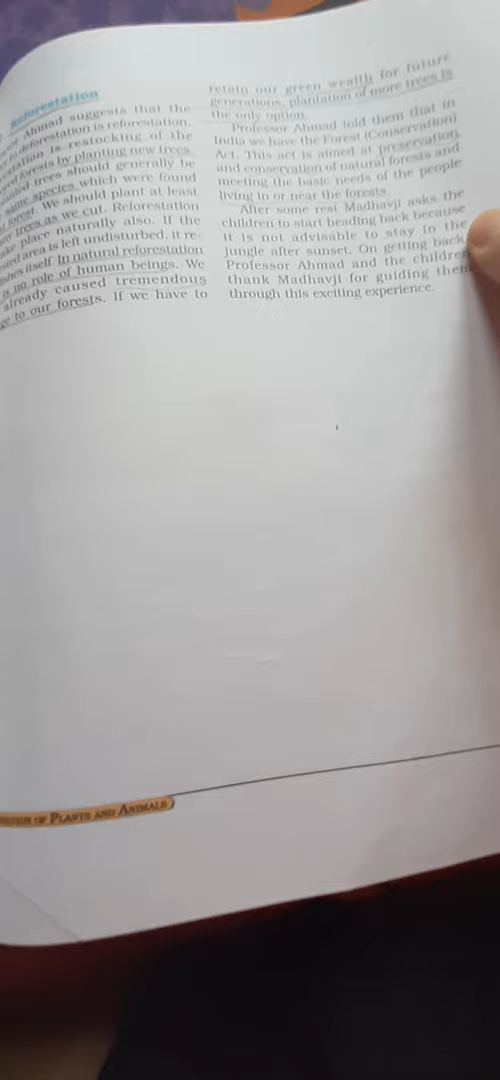 Reforestation
Ahmad suggests that the
deforestation is reforestation.
is restocking of the
forests by planting new trees.
trees should generally be
same species which were found
forest. We should plant at least
trees as we cut. Reforestation
place naturally also. If the
area is left undisturbed, it re-
itself. In natural reforestation
is no role of human beings. We
already caused tremendous
to our forests. If we have to
retain our green wealth for future
generations, plantation of more trees is
the only option.
Professor Ahmad told them that in
India we have the Forest (Conservation)
Act. This act is aimed at preservation
and conservation of natural forests and
meeting the basic needs of the people
living in or near the forests.
After some rest Madhavji asks the
children to start heading back because
it is not advisable to stay in the
jungle after sunset. On getting back
Professor Ahmad and the children
thank Madhavji for guiding them
through this exciting experience.
OF PLANTS AND ANIMALS